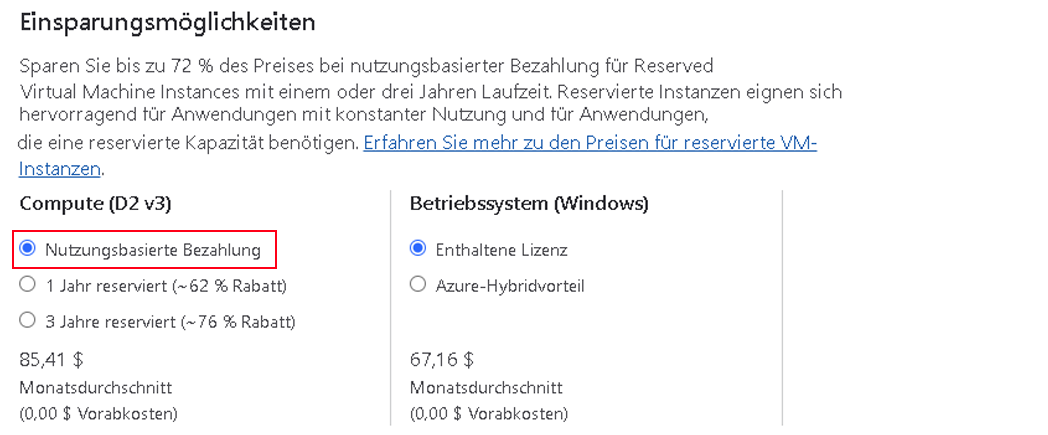 Einsparungsmöglichkeiten
Sparen Sie bis zu 72 % des Preises bei nutzungsbasierter Bezahlung für Reserved
Virtual Machine Instances mit einem oder drei Jahren Laufzeit. Reservierte Instanzen eignen sich
hervorragend für Anwendungen mit konstanter Nutzung und für Anwendungen,
die eine reservierte Kapazität benötigen. Erfahren Sie mehr zu den Preisen für reservierte VM-
Instanzen.
Compute (D2 v3)
Nutzungsbasierte Bezahlung
1 Jahr reserviert (~62 % Rabatt)
3 Jahre reserviert (~76 % Rabatt)
85,41 $
Monatsdurchschnitt
(0,00 $ Vorabkosten)
Betriebssystem (Windows)
Enthaltene Lizenz
Azure-Hybridvorteil
67,16 $
Monatsdurchschnitt
(0,00 $ Vorabkosten)